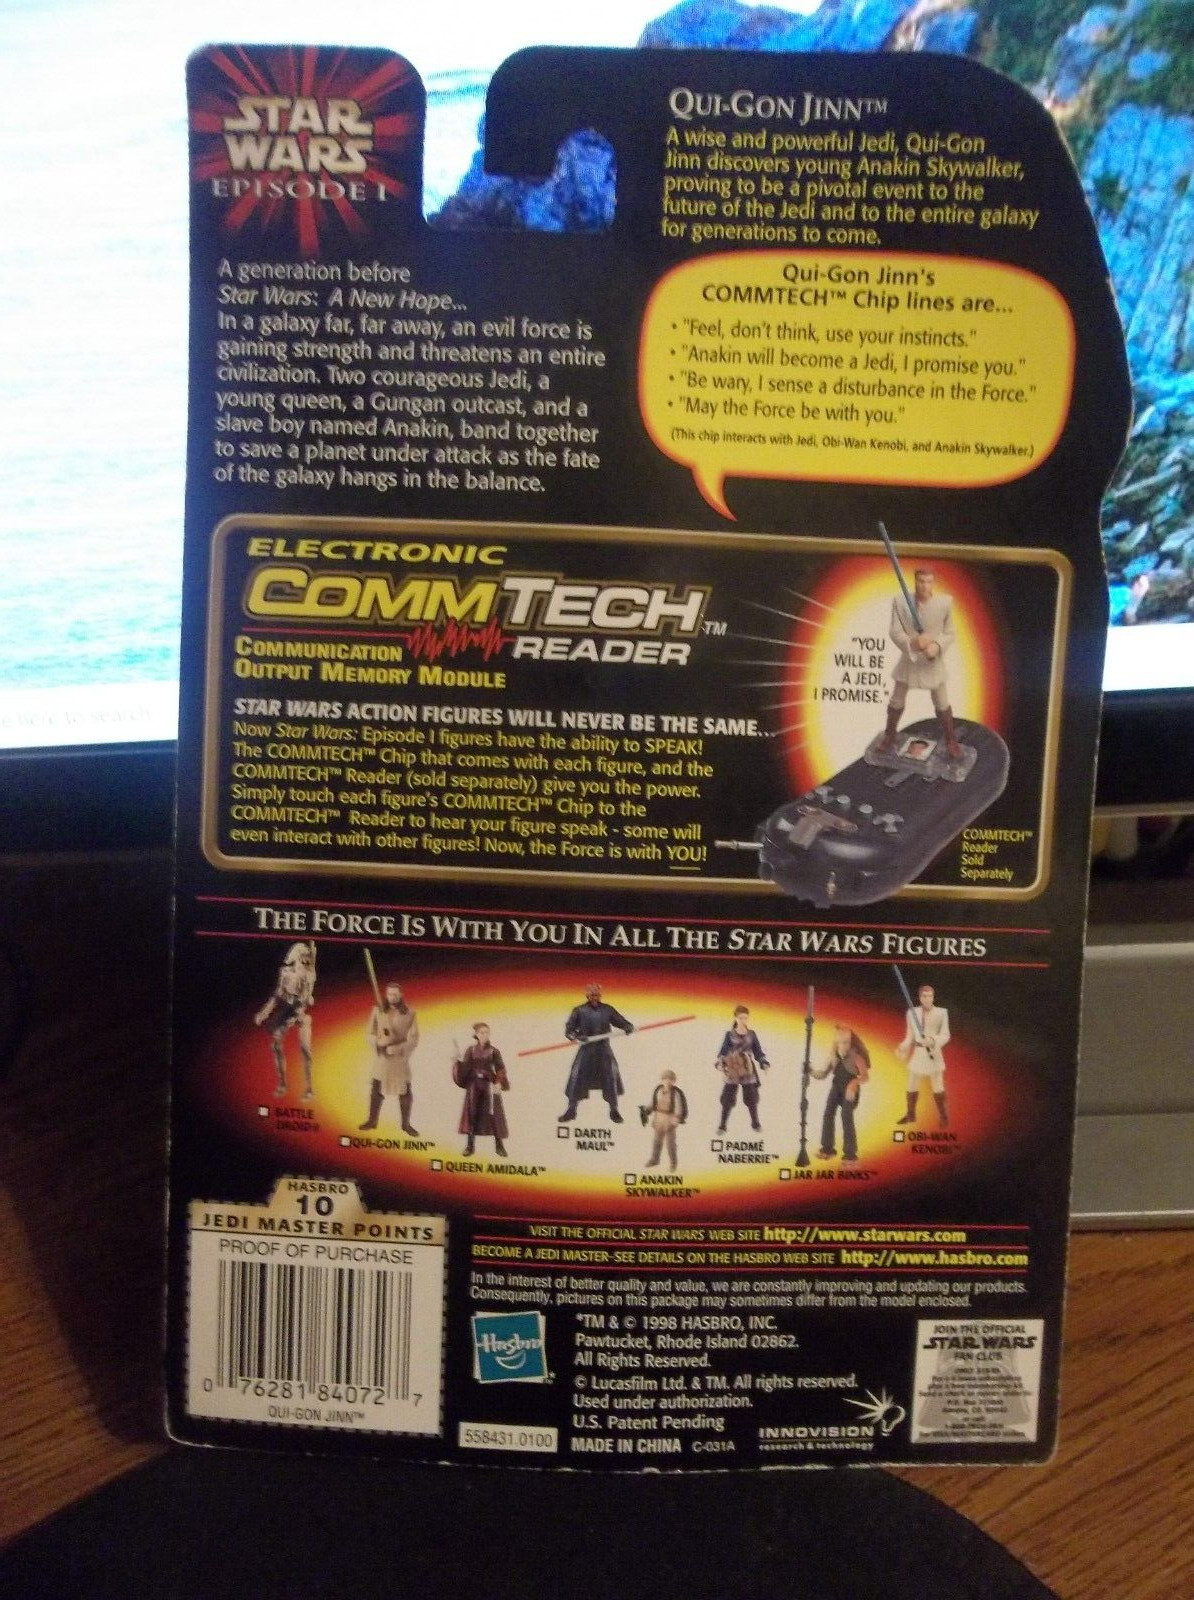 STAR
WARS
EPISODE I
QUI-GON JINN™
A wise and powerful Jedi, Qui-Gon
Jinn discovers young Anakin Skywalker,
proving to be a pivotal event to the
future of the Jedi and to the entire galaxy
for generations to come.
A generation before
Star Wars: A New Hope...
In a galaxy far, far away, an evil force is
gaining strength and threatens an entire
civilization. Two courageous Jedi, a
young queen, a Gungan outcast, and a
slave boy named Anakin, band together
to save a planet under attack as the fate
of the galaxy hangs in the balance.
Qui-Gon Jinn's
COMMTECH™ Chip lines are...
• "Feel, don't think, use your instincts."
• "Anakin will become a Jedi, I promise you."
• "Be wary, I sense a disturbance in the Force."
• "May the Force be with you."
(This chip interacts with Jedi, Obi-Wan Kenobi, and Anakin Skywalker.)
ELECTRONIC
COMMTECH™
READER
COMMUNICATION
OUTPUT MEMORY MODULE
STAR WARS ACTION FIGURES WILL NEVER BE THE SAME...
Now Star Wars: Episode I figures have the ability to SPEAK!
The COMMTECH™ Chip that comes with each figure, and the
COMMTECH™ Reader (sold separately) give you the power.
Simply touch each figure's COMMTECH™ Chip to the
COMMTECH™ Reader to hear your figure speak - some will
even interact with other figures! Now, the Force is with YOU!
"YOU
WILL BE
A JEDI,
I PROMISE."
COMMTECH™
Reader
Sold
Separately
e here to search
THE FORCE IS WITH YOU IN ALL THE STAR WARS FIGURES
BATTLE
DROID
QUI-GON JINN™
QUEEN AMIDALA™
DARTH
MAUL™
ANAKIN
SKYWALKER™
PADMÉ
NABERRIE™
JAR JAR BINKS™
OBI-WAN
KENOBI™
HASBRO
10
JEDI MASTER POINTS
PROOF OF PURCHASE
0 76281 84072 7
QUI-GON JINN™
VISIT THE OFFICIAL STAR WARS WEB SITE http://www.starwars.com
BECOME A JEDI MASTER-SEE DETAILS ON THE HASBRO WEB SITE http://www.hasbro.com
In the interest of better quality and value, we are constantly improving and updating our products.
Consequently, pictures on this package may sometimes differ from the model enclosed.
Hasbro
*TM & © 1998 HASBRO, INC.
Pawtucket, Rhode Island 02862.
All Rights Reserved.
© Lucasfilm Ltd. & TM. All rights reserved.
Used under authorization.
U.S. Patent Pending
MADE IN CHINA C-031A
558431.0100
INNOVISION
research & technology
JOIN THE OFFICIAL
STAR WARS
FAN CLUB